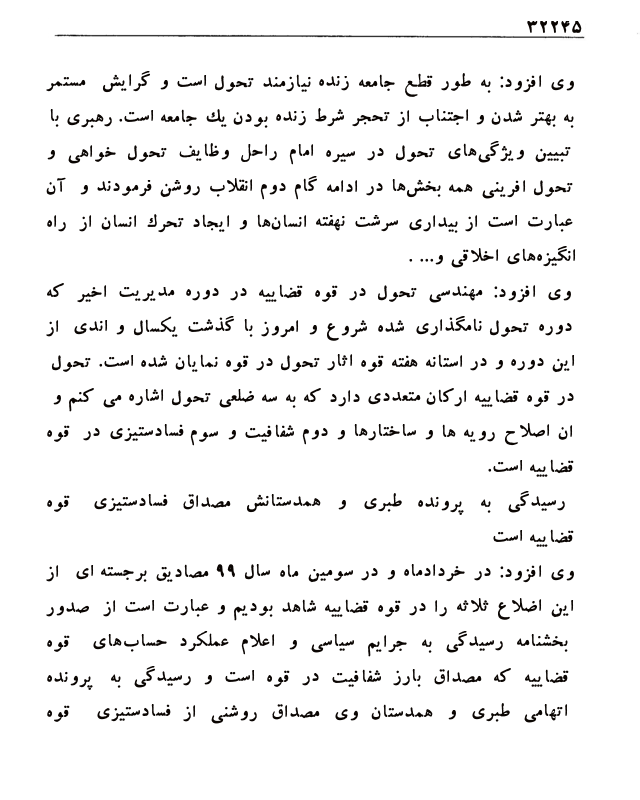 ۳۲۲۴۵
وی افزود: به طور قطع جامعه زنده نیازمند تحول است و گرایش مستمر
به بهتر شدن و اجتناب از تحجر شرط زنده بودن یك جامعه است. رهبری با
تبیین ویژگی‌های تحول در سیره امام راحل وظایف تحول خواهی و
تحول افرینی همه بخش‌ها در ادامه گام دوم انقلاب روشن فرمودند و آن
عبارت است از بیداری سرشت نهفته انسان‌ها و ایجاد تحرك انسان از راه
انگیزه‌های اخلاقی و... .
وی افزود: مهندسی تحول در قوه قضاییه در دوره مدیریت اخیر که
دوره تحول نامگذاری شده شروع و امروز با گذشت یکسال و اندی از
این دوره و در استانه هفته قوه اثار تحول در قوه نمایان شده است. تحول
در قوه قضاییه ارکان متعددی دارد که به سه ضلعی تحول اشاره می کنم و
ان اصلاح رویه ها و ساختارها و دوم شفافیت و سوم فسادستیزی در قوه
قضاییه است.
رسیدگی به پرونده طبری و همدستانش مصداق فسادستیزی قوه
قضاییه است
وی افزود: در خردادماه و در سومین ماه سال ۹۹ مصادیق برجسته ای از
این اضلاع ثلاثه را در قوه قضاییه شاهد بودیم و عبارت است از صدور
بخشنامه رسیدگی به جرایم سیاسی و اعلام عملکرد حساب‌های قوه
قضاییه که مصداق بارز شفافیت در قوه است و رسیدگی به پرونده
اتهامی طبری و همدستان وی مصداق روشنی از فسادستیزی قوه